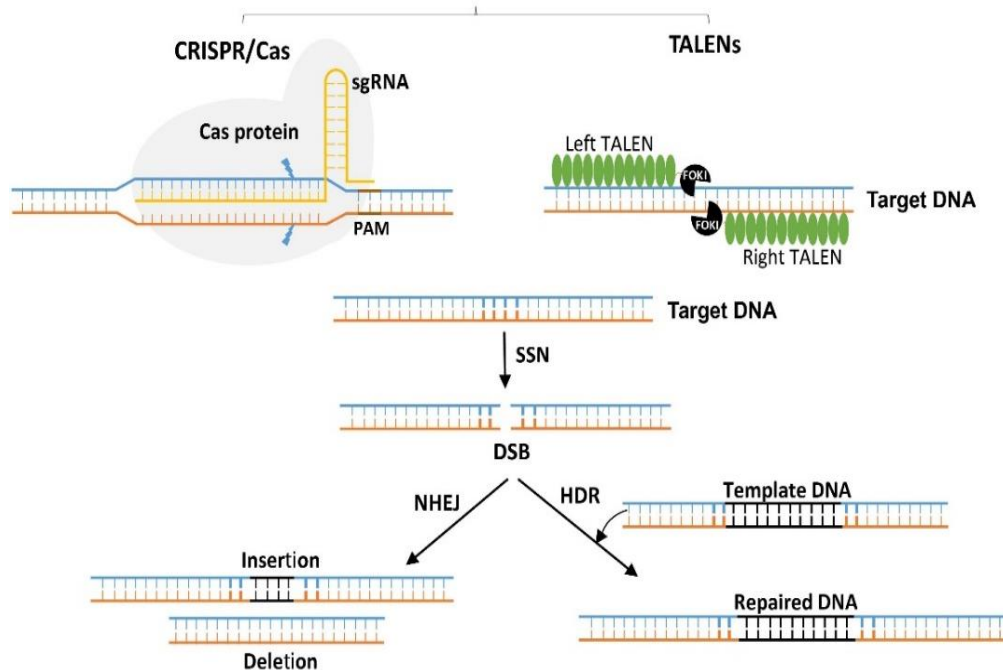 CRISPR/Cas
TALENs
sgRNA
Cas protein
PAM
Left TALEN
FOKI
Target DNA
FOKI
Right TALEN
Target DNA
SSN
DSB
NHEJ
HDR
Template DNA
Insertion
Deletion
Repaired DNA